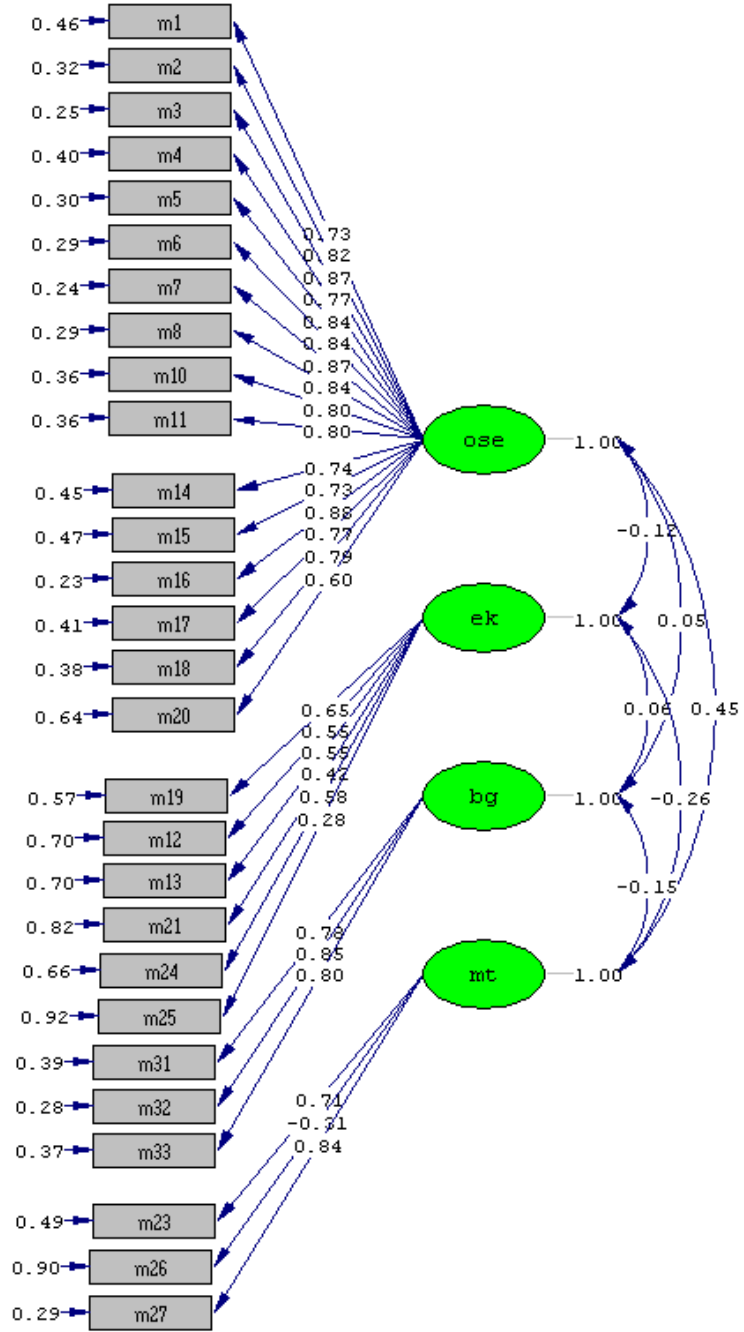 0.46 m1
0.32 m2
0.25 m3
0.40 m4
0.30 m5
0.29 m6
0.73
0.82
0.24 m7
0.87
0.77
0.29 m8
0.84
0.84
0.36 m10
0.87
0.84
0.36 m11
0.80
0.80
ose 1.00
0.74
0.45 m14
0.73
0.88
0.47 m15
0.77
-0.12
0.79
0.23 m16
0.60
0.41 m17
ek 1.00 0.05
0.38 m18
0.64 m20
0.65 0.06 0.45
0.55
0.55
0.42
0.57 m19
0.58
bg 1.00 -0.26
0.28
0.70 m12
0.70 m13
-0.15
0.82 m21
0.78
0.85
0.66 m24
0.80
mt 1.00
0.92 m25
0.39 m31
0.28 m32
0.71
-0.31
0.37 m33
0.84
0.49 m23
0.90 m26
0.29 m27